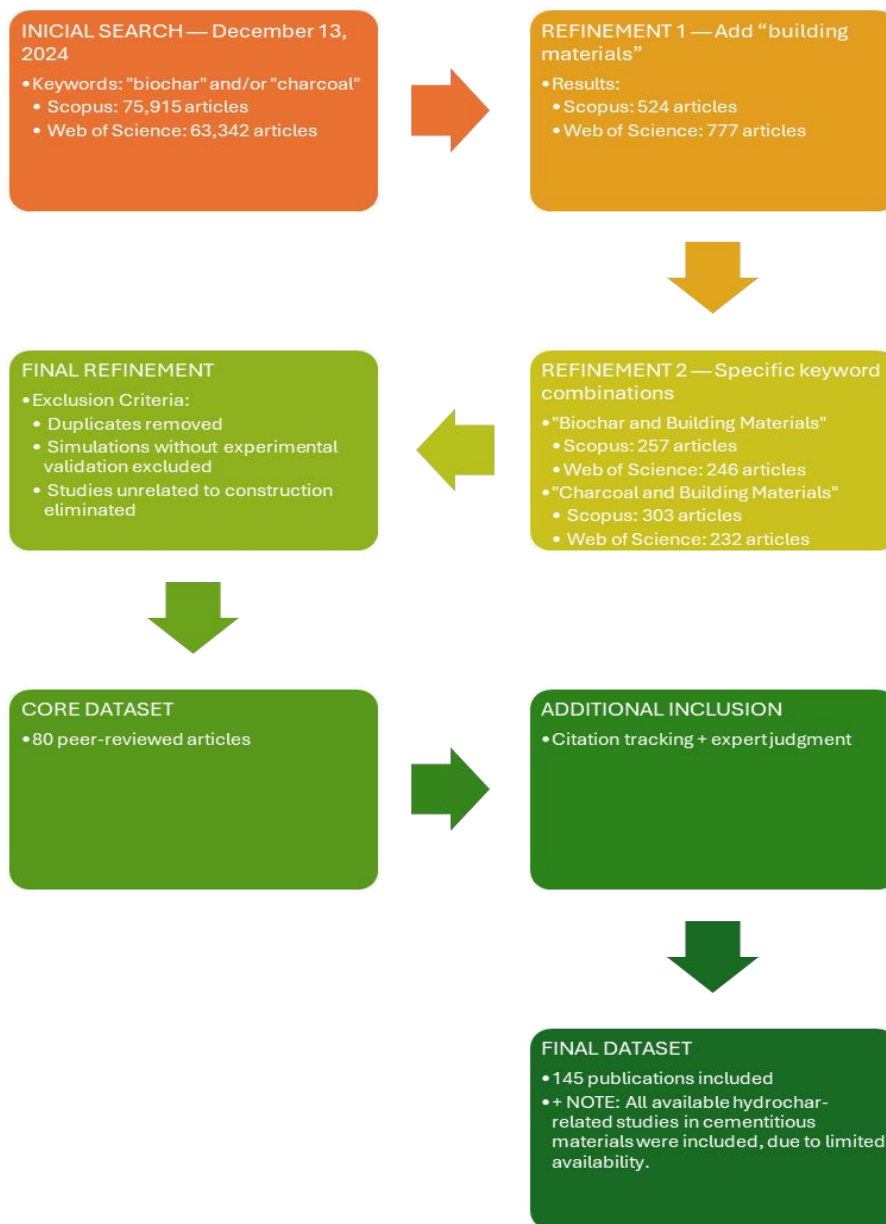 INICIAL SEARCH — December 13,
2024
•Keywords: "biochar" and/or "charcoal"
• Scopus: 75,915 articles
• Web of Science: 63,342 articles
REFINEMENT 1 — Add “building
materials”
•Results:
•Scopus: 524 articles
•Web of Science: 777 articles
REFINEMENT 2 — Specific keyword
combinations
•"Biochar and Building Materials"
•Scopus: 257 articles
•Web of Science: 246 articles
•"Charcoal and Building Materials"
• Scopus: 303 articles
• Web of Science: 232 articles
FINAL REFINEMENT
•Exclusion Criteria:
• Duplicates removed
• Simulations without experimental
validation excluded
• Studies unrelated to construction
eliminated
CORE DATASET
•80 peer-reviewed articles
ADDITIONAL INCLUSION
•Citation tracking + expert judgment
FINAL DATASET
•145 publications included
•+ NOTE: All available hydrochar-
related studies in cementitious
materials were included, due to limited
availability.